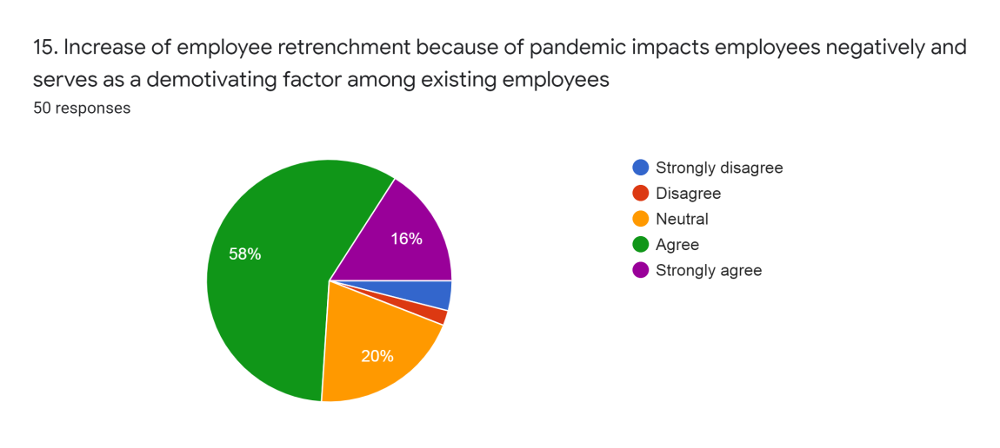 15. Increase of employee retrenchment because of pandemic impacts employees negatively and
serves as a demotivating factor among existing employees
50 responses
58%
16%
20%
Strongly disagree
Disagree
Neutral
Agree
Strongly agree